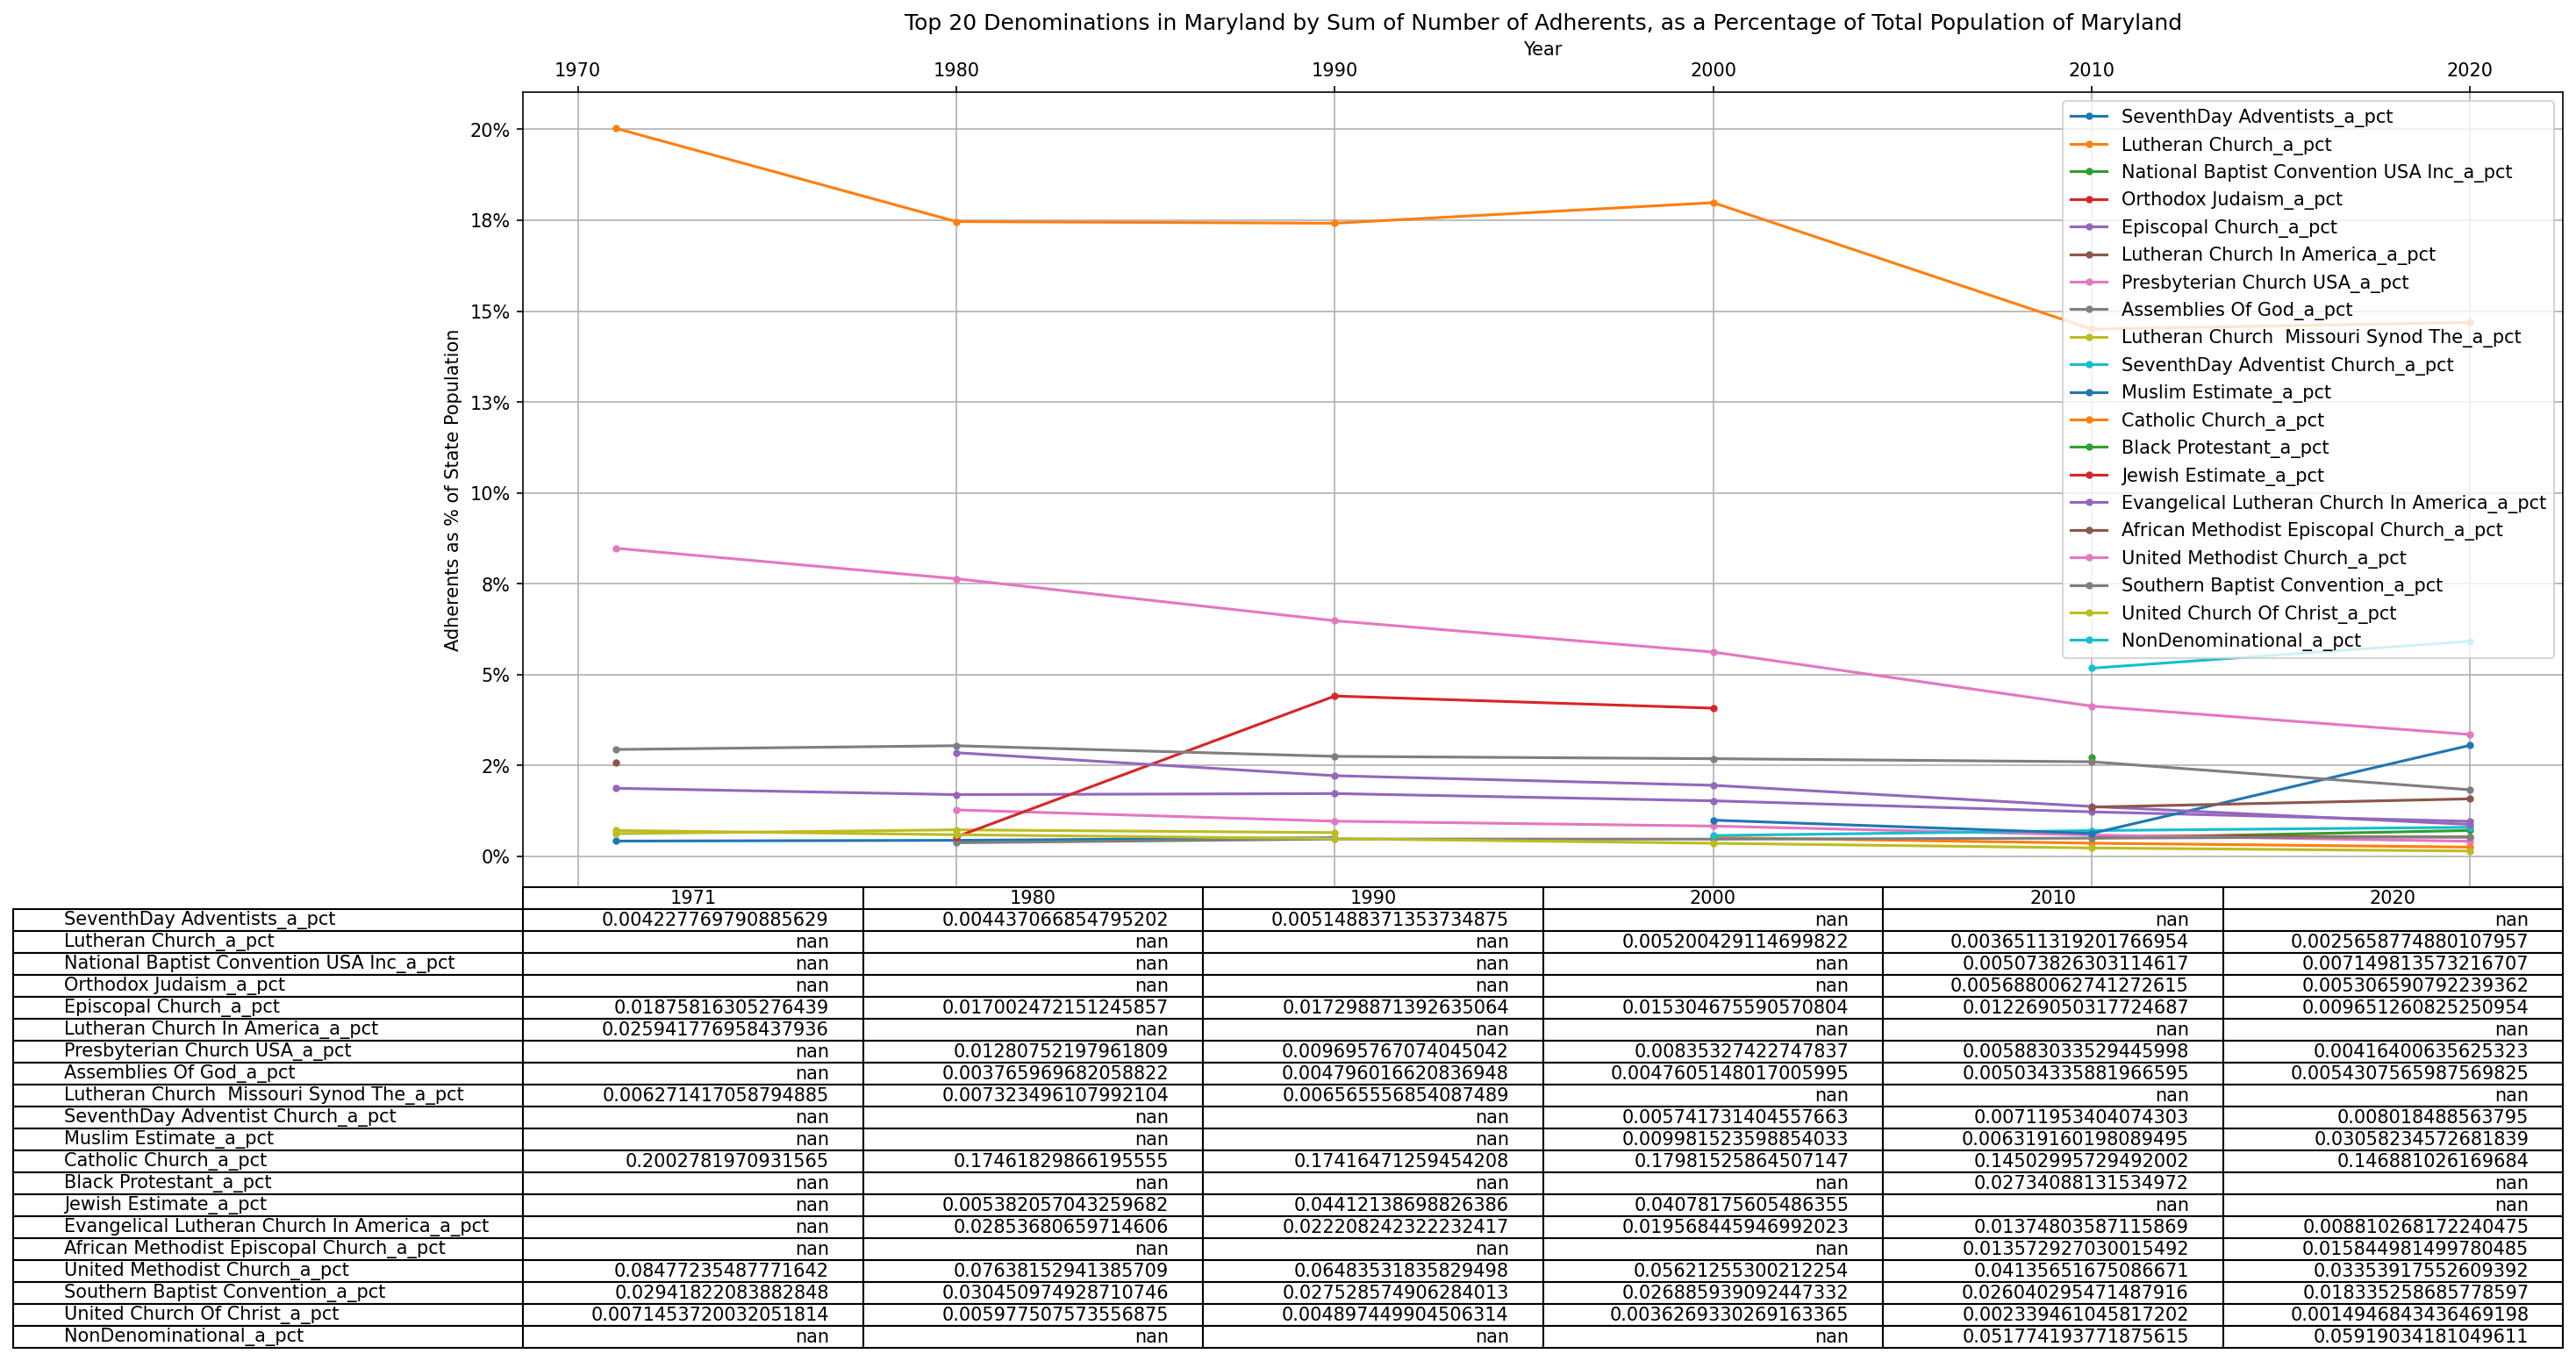 Top 20 Denominations in Maryland by Sum of Number of Adherents, as a Percentage of Total Population of Maryland
Year
1970 1980 1990 2000 2010 2020
Adherents as % of State Population
20%
18%
15%
13%
10%
8%
5%
2%
0%
SeventhDay Adventists_a_pct
Lutheran Church_a_pct
National Baptist Convention USA Inc_a_pct
Orthodox Judaism_a_pct
Episcopal Church_a_pct
Lutheran Church In America_a_pct
Presbyterian Church USA_a_pct
Assemblies Of God_a_pct
Lutheran Church  Missouri Synod The_a_pct
SeventhDay Adventist Church_a_pct
Muslim Estimate_a_pct
Catholic Church_a_pct
Black Protestant_a_pct
Jewish Estimate_a_pct
Evangelical Lutheran Church In America_a_pct
African Methodist Episcopal Church_a_pct
United Methodist Church_a_pct
Southern Baptist Convention_a_pct
United Church Of Christ_a_pct
NonDenominational_a_pct
1971 1980 1990 2000 2010 2020
SeventhDay Adventists_a_pct 0.004227769790885629 0.004437066854795202 0.0051488371353734875 nan nan nan
Lutheran Church_a_pct nan nan nan 0.005200429114699822 0.0036511319201766954 0.0025658774880107957
National Baptist Convention USA Inc_a_pct nan nan nan nan 0.005073826303114617 0.007149813573216707
Orthodox Judaism_a_pct nan nan nan nan 0.0056880062741272615 0.005306590792239362
Episcopal Church_a_pct 0.01875816305276439 0.017002472151245857 0.017298871392635064 0.015304675590570804 0.012269050317724687 0.009651260825250954
Lutheran Church In America_a_pct 0.025941776958437936 nan nan nan nan nan
Presbyterian Church USA_a_pct nan 0.01280752197961809 0.009695767074045042 0.00835327422747837 0.005883033529445998 0.00416400635625323
Assemblies Of God_a_pct nan 0.003765969682058822 0.004796016620836948 0.0047605148017005995 0.005034335881966595 0.0054307565987569825
Lutheran Church  Missouri Synod The_a_pct 0.006271417058794885 0.007323496107992104 0.006565556854087489 nan nan nan
SeventhDay Adventist Church_a_pct nan nan nan 0.005741731404557663 0.00711953404074303 0.008018488563795
Muslim Estimate_a_pct nan nan nan 0.009981523598854033 0.006319160198089495 0.03058234572681839
Catholic Church_a_pct 0.2002781970931565 0.17461829866195555 0.17416471259454208 0.17981525864507147 0.14502995729492002 0.146881026169684
Black Protestant_a_pct nan nan nan nan 0.02734088131534972 nan
Jewish Estimate_a_pct nan 0.005382057043259682 0.04412138698826386 0.04078175605486355 nan nan
Evangelical Lutheran Church In America_a_pct nan 0.02853680659714606 0.022208242322232417 0.019568445946992023 0.01374803587115869 0.008810268172240475
African Methodist Episcopal Church_a_pct nan nan nan nan 0.013572927030015492 0.015844981499780485
United Methodist Church_a_pct 0.08477235487771642 0.07638152941385709 0.06483531835829498 0.05621255300212254 0.04135651675086671 0.03353917552609392
Southern Baptist Convention_a_pct 0.02941822083882848 0.030450974928710746 0.027528574906284013 0.026885939092447332 0.026040295471487916 0.018335258685778597
United Church Of Christ_a_pct 0.0071453720032051814 0.005977507573556875 0.004897449904506314 0.0036269330269163365 0.002339461045817202 0.0014946843436469198
NonDenominational_a_pct nan nan nan nan 0.051774193771875615 0.05919034181049611